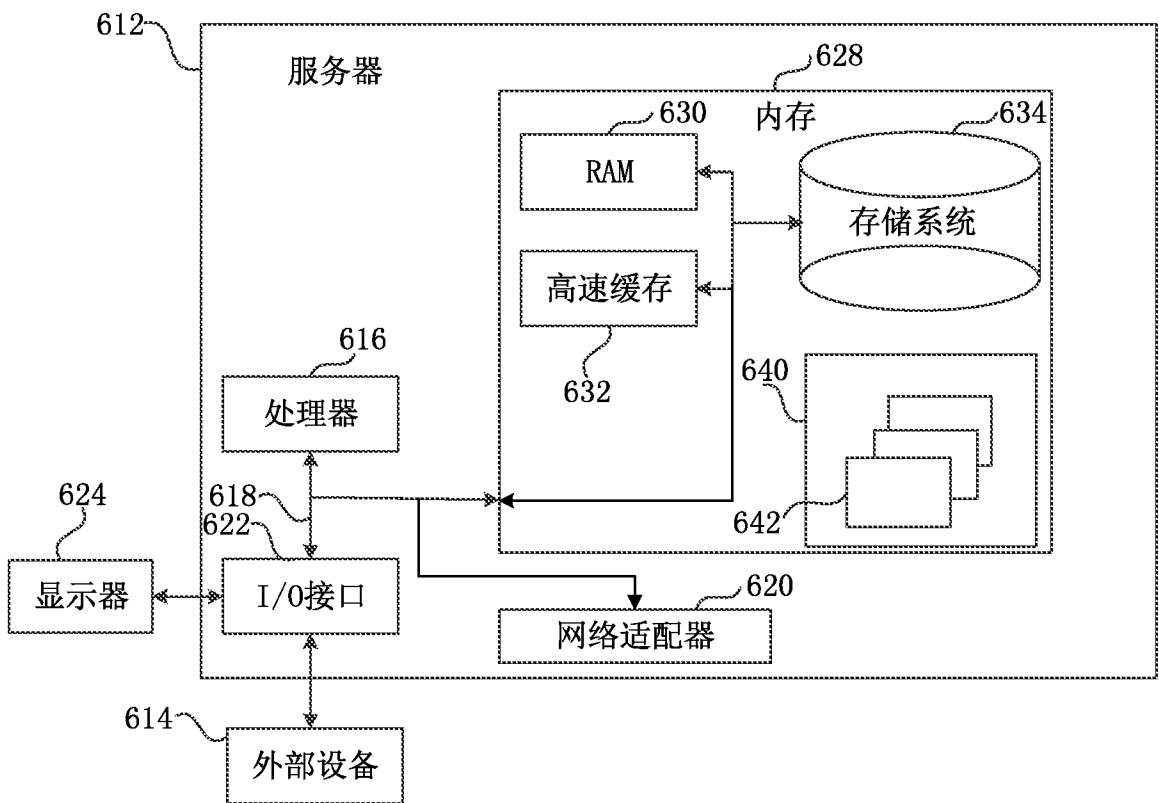 612
服务器
628
内存
630
RAM
634
存储系统
高速缓存
632
616
处理器
640
642
618
622
624
显示器
I/O接口
620
网络适配器
614
外部设备